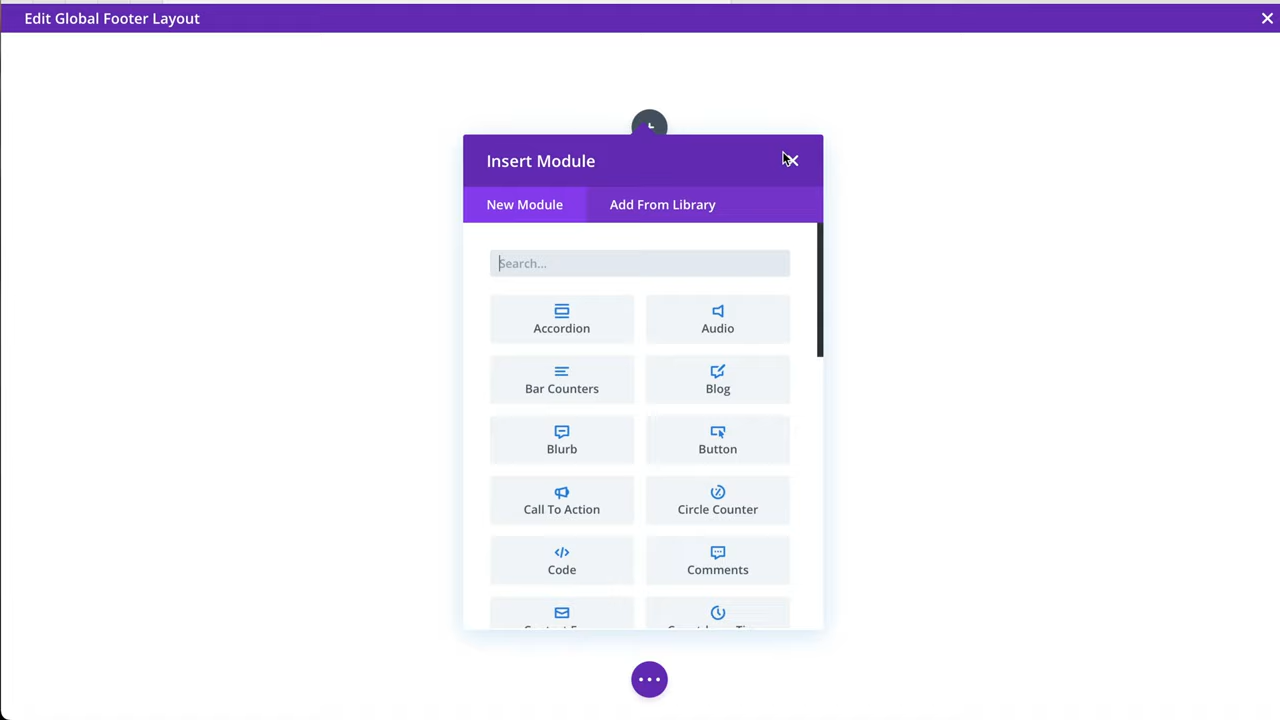 Edit Global Footer Layout
Insert Module
New Module
Add From Library
Search...
Accordion
Audio
Bar Counters
Blog
Blurb
Button
Call To Action
Circle Counter
Code
Comments